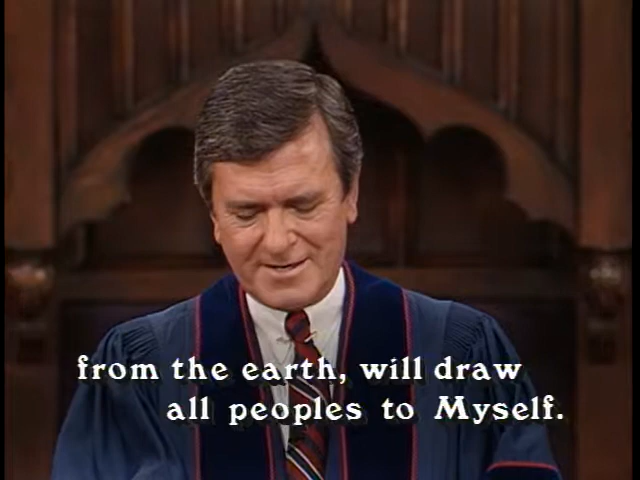 from the earth, will draw
all peoples to Myself.